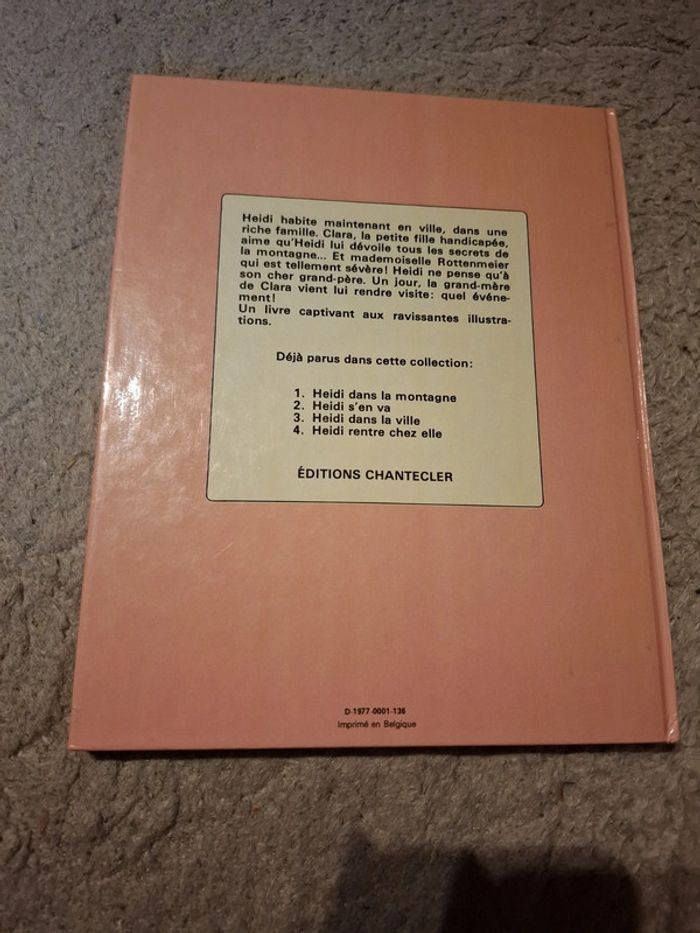 Heidi habite maintenant en ville, dans une
riche famille. Clara, la petite fille handicapée,
aime qu'Heidi lui dévoile tous les secrets de
la montagne... Et mademoiselle Rottenmeier
qui est tellement sévère! Heidi ne pense qu'à
son cher grand-père. Un jour, la grand-mère
de Clara vient lui rendre visite: quel événe-
ment!
Un livre captivant aux ravissantes illustra-
tions.
Déjà parus dans cette collection:
1. Heidi dans la montagne
2. Heidi s'en va
3. Heidi dans la ville
4. Heidi rentre chez elle
ÉDITIONS CHANTECLER
D-1977-0001-136
Imprimé en Belgique